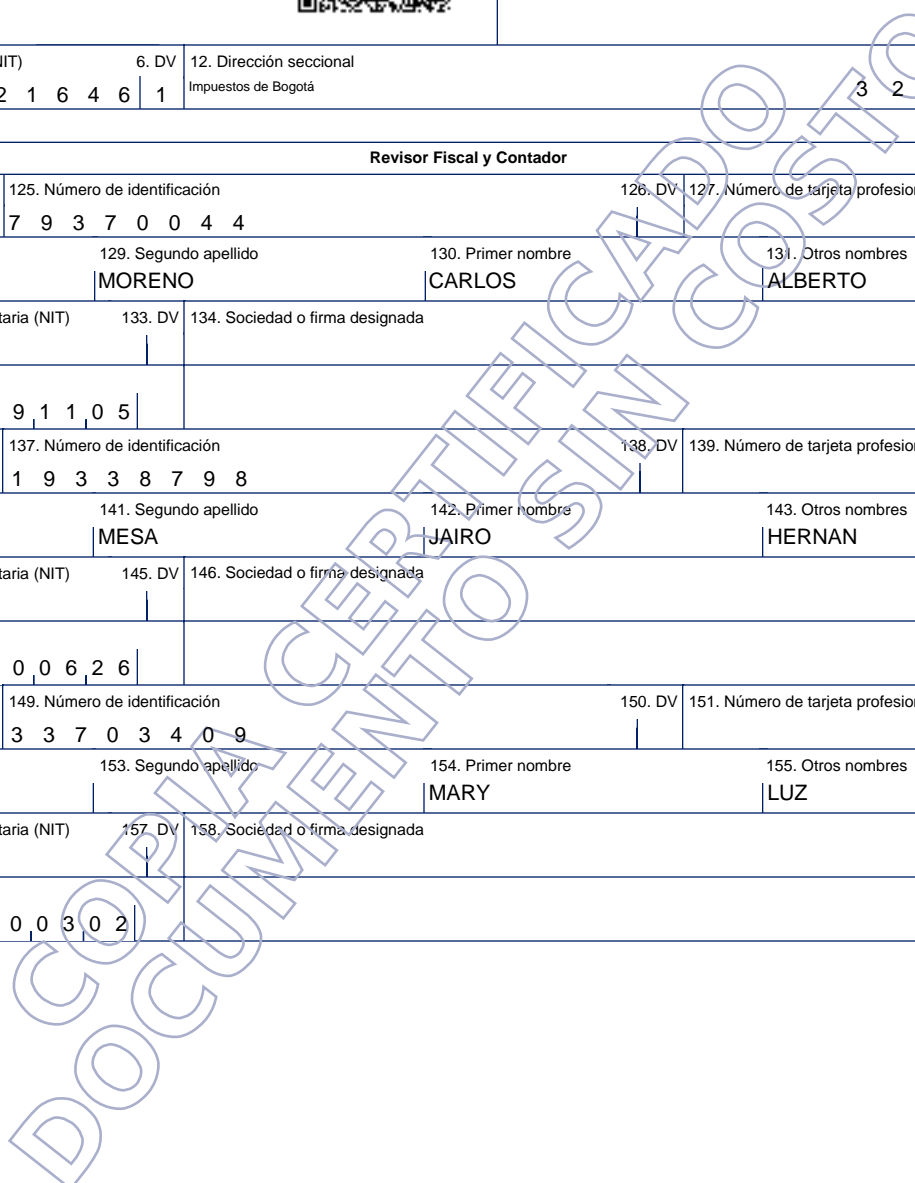 NIT) 6. DV 12. Dirección seccional
2 1 6 4 6 1 Impuestos de Bogotá 3 2
Revisor Fiscal y Contador
125. Número de identificación 126. DV 127. Número de tarjeta profesion
7 9 3 7 0 0 4 4
129. Segundo apellido 130. Primer nombre 131. Otros nombres
MORENO CARLOS ALBERTO
taria (NIT) 133. DV 134. Sociedad o firma designada
9 1 1 0 5
137. Número de identificación 138. DV 139. Número de tarjeta profesion
1 9 3 3 8 7 9 8
141. Segundo apellido 142. Primer nombre 143. Otros nombres
MESA JAIRO HERNAN
taria (NIT) 145. DV 146. Sociedad o firma designada
0 0 6 2 6
149. Número de identificación 150. DV 151. Número de tarjeta profesion
3 3 7 0 3 4 0 9
153. Segundo apellido 154. Primer nombre 155. Otros nombres
MARY LUZ
taria (NIT) 157. DV 158. Sociedad o firma designada
0 0 3 0 2
COPIA CERTIFICADO
DOCUMENTO SIN COSTO